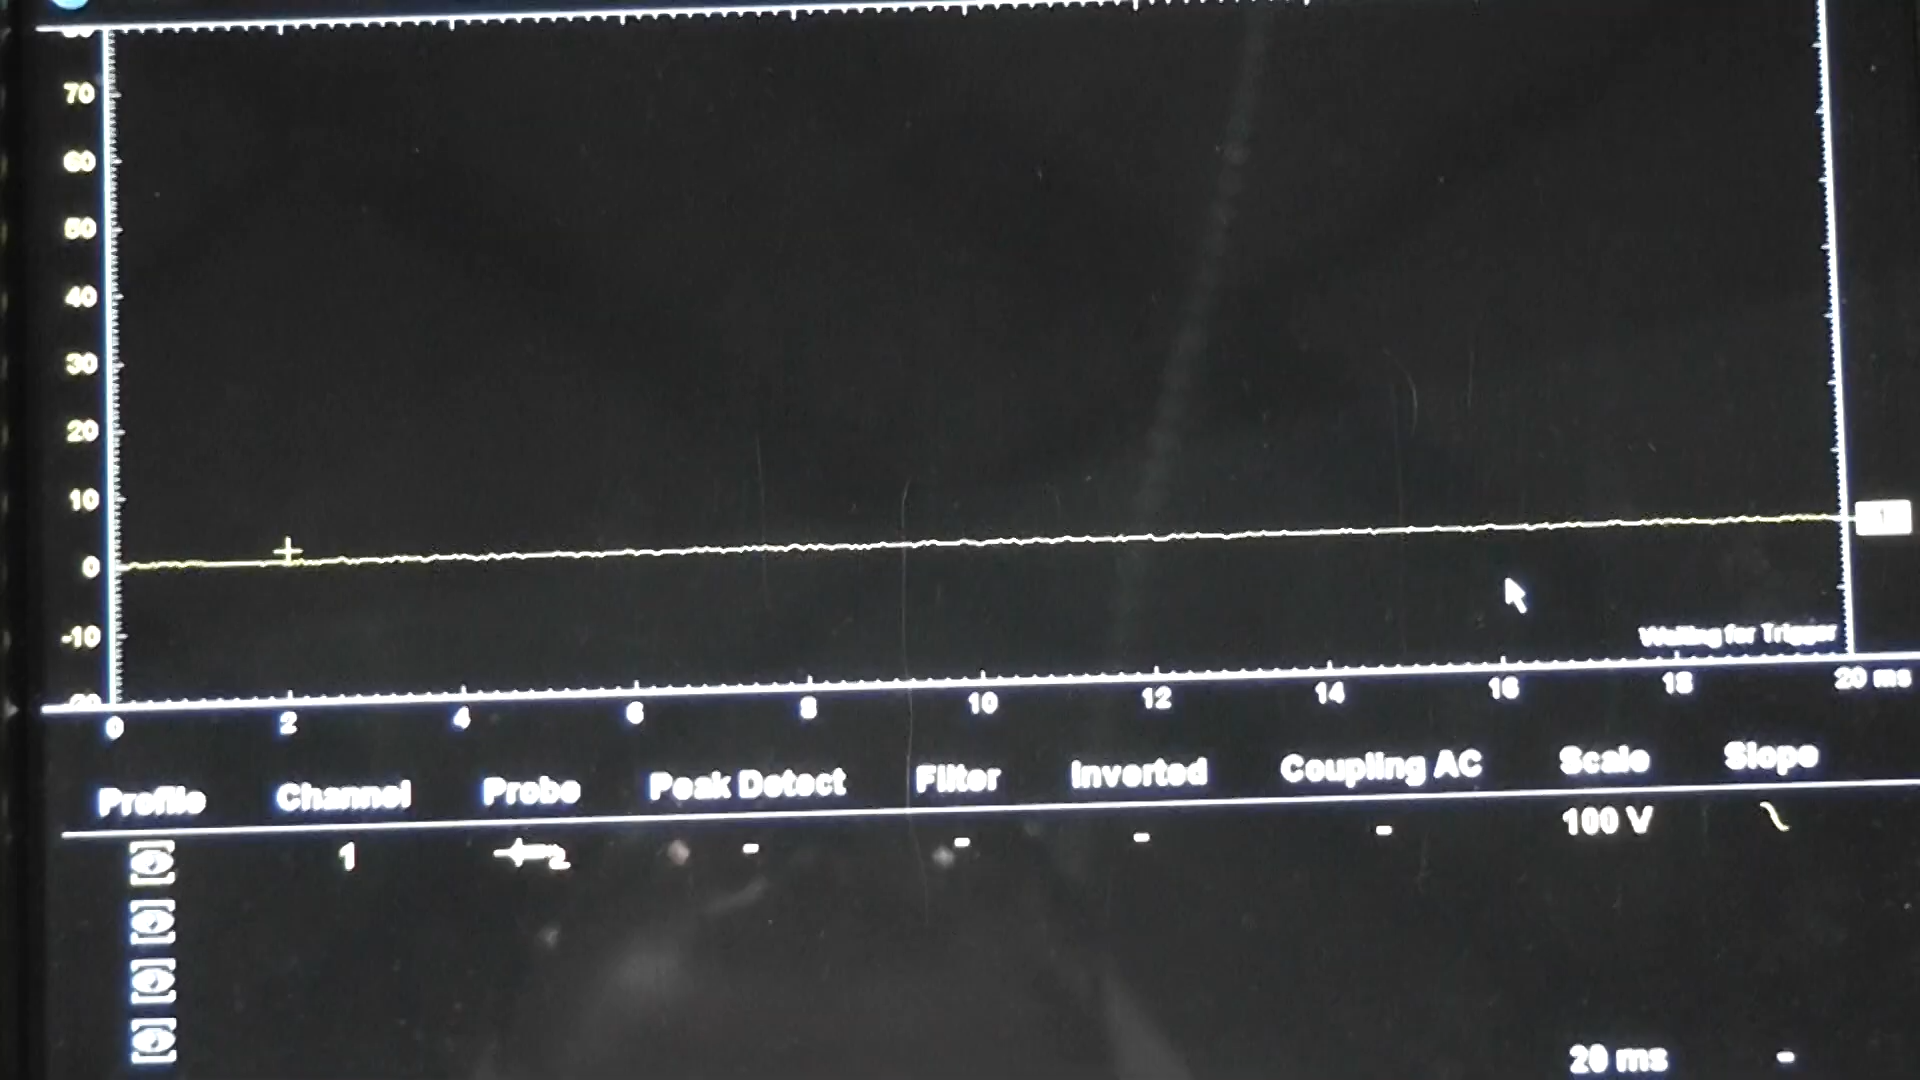 70
60
50
40
30
20
10
0
-10
Waiting for Trigger
0 2 4 6 8 10 12 14 16 18 20 ms
Profile Channel Probe Peak Detect Filter Inverted Coupling AC Scale Slope
1 2 - - - - 100 V
20 ms -